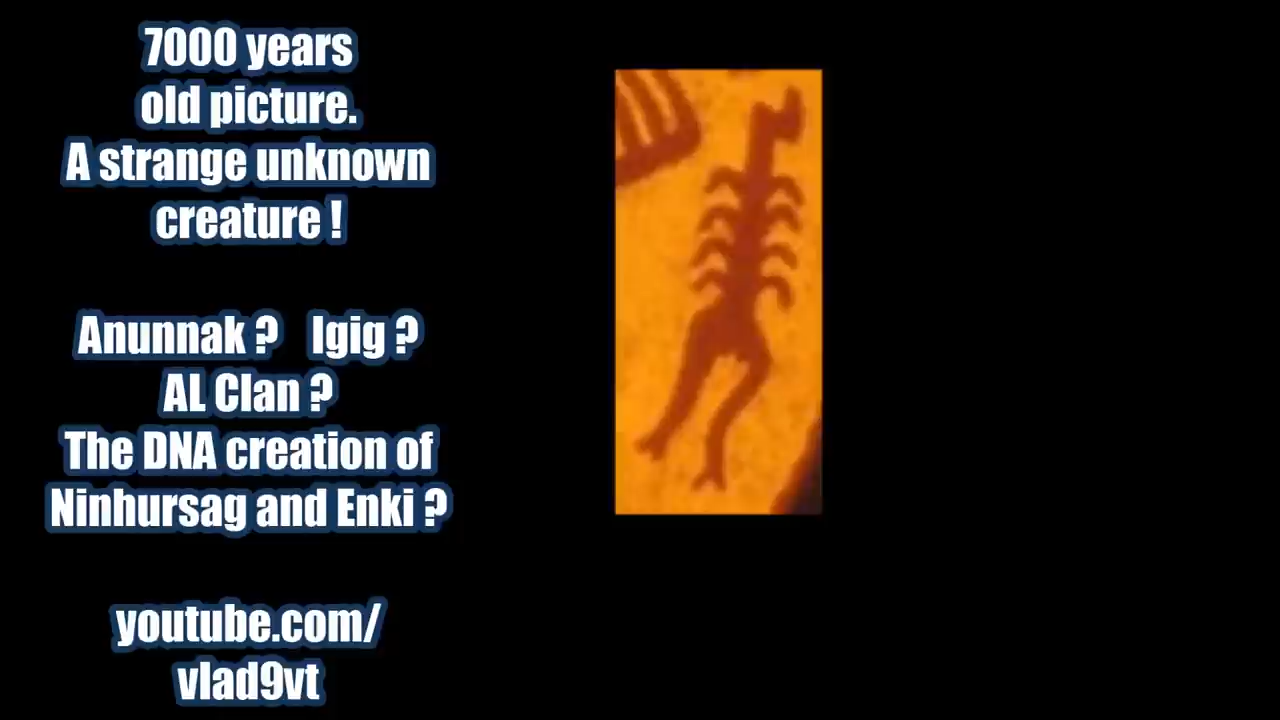 7000 years
old picture.
A strange unknown
creature !
Anunnak ? Igig ?
AL Clan ?
The DNA creation of
Ninhursag and Enki ?
youtube.com/
vlad9vt